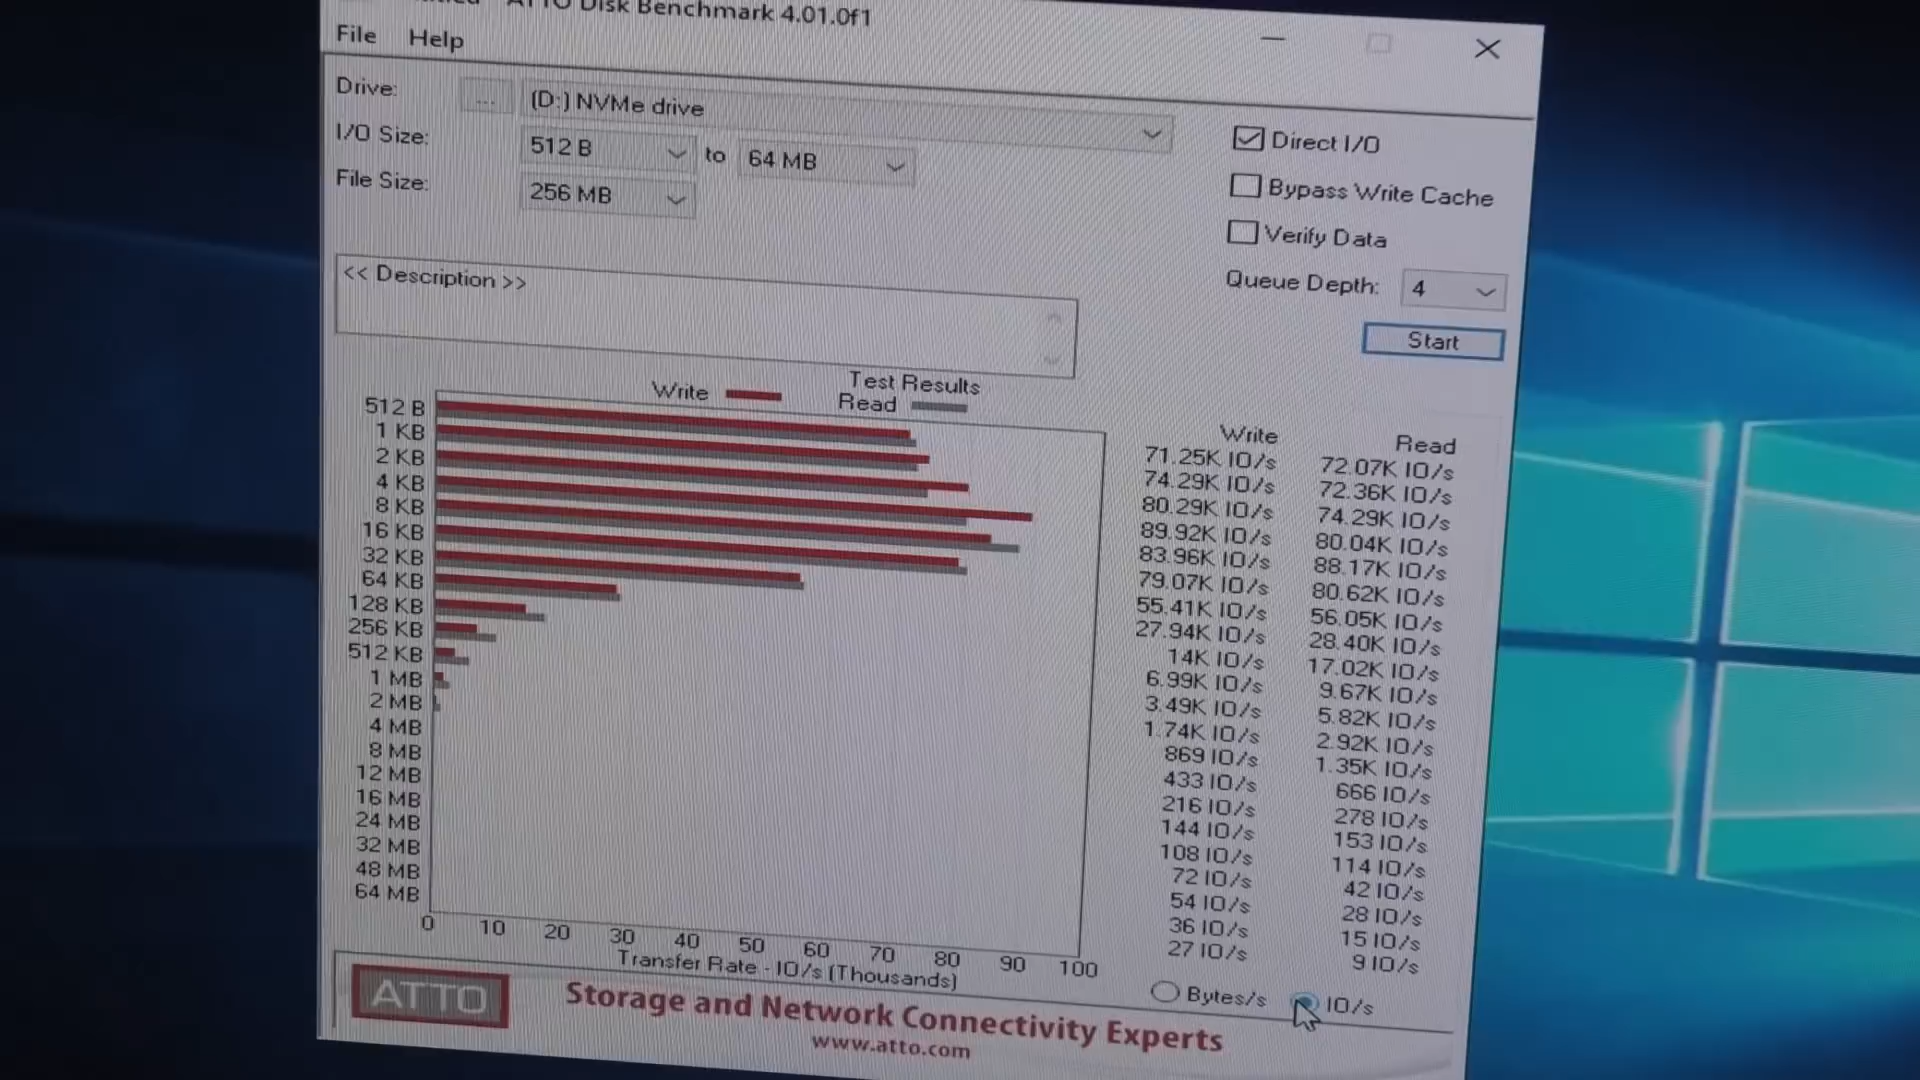 ATTO Disk Benchmark 4.01.0f1
File Help
Drive: ... (D:) NVMe drive
I/O Size: 512 B to 64 MB
File Size: 256 MB
Direct I/O
Bypass Write Cache
Verify Data
Queue Depth: 4
Start
<< Description >>
Test Results
Write Read
Write Read
512 B 71.25K IO/s 72.07K IO/s
1 KB 74.29K IO/s 72.36K IO/s
2 KB 80.29K IO/s 74.29K IO/s
4 KB 89.92K IO/s 80.04K IO/s
8 KB 83.96K IO/s 88.17K IO/s
16 KB 79.07K IO/s 80.62K IO/s
32 KB 55.41K IO/s 56.05K IO/s
64 KB 27.94K IO/s 28.40K IO/s
128 KB 14K IO/s 17.02K IO/s
256 KB 6.99K IO/s 9.67K IO/s
512 KB 3.49K IO/s 5.82K IO/s
1 MB 1.74K IO/s 2.92K IO/s
2 MB 869 IO/s 1.35K IO/s
4 MB 433 IO/s 666 IO/s
8 MB 216 IO/s 278 IO/s
12 MB 144 IO/s 153 IO/s
16 MB 108 IO/s 114 IO/s
24 MB 72 IO/s 42 IO/s
32 MB 54 IO/s 28 IO/s
48 MB 36 IO/s 15 IO/s
64 MB 27 IO/s 9 IO/s
0 10 20 30 40 50 60 70 80 90 100
Transfer Rate - IO/s (Thousands)
Bytes/s IO/s
ATTO
Storage and Network Connectivity Experts
www.atto.com